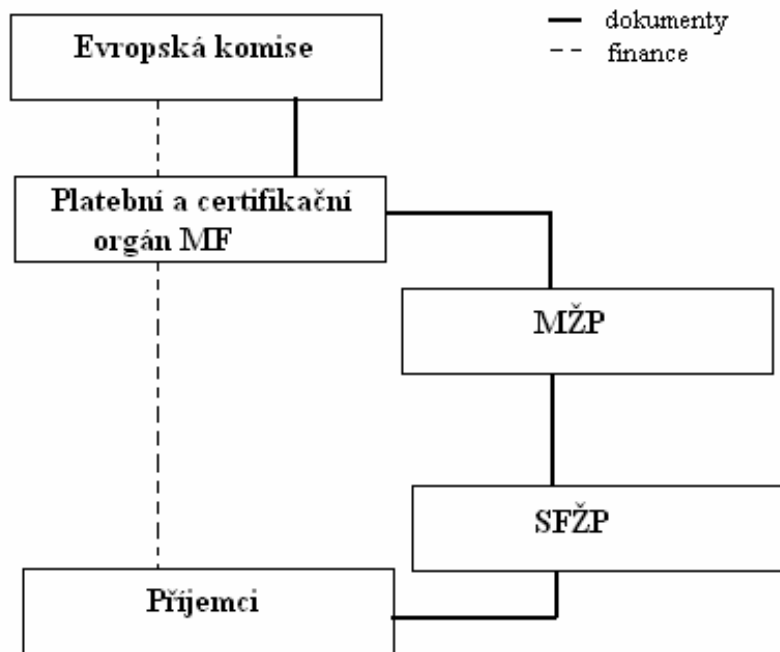 dokumenty
finance
Evropská komise
Platební a certifikační
orgán MF
MŽP
SFŽP
Příjemci